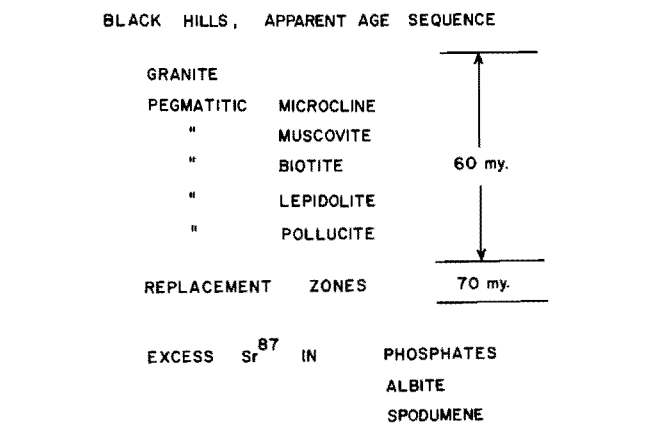 BLACK HILLS, APPARENT AGE SEQUENCE
GRANITE
PEGMATITIC MICROCLINE
" MUSCOVITE
" BIOTITE 60 my.
" LEPIDOLITE
" POLLUCITE
REPLACEMENT ZONES 70 my.
EXCESS Sr87 IN PHOSPHATES
ALBITE
SPODUMENE